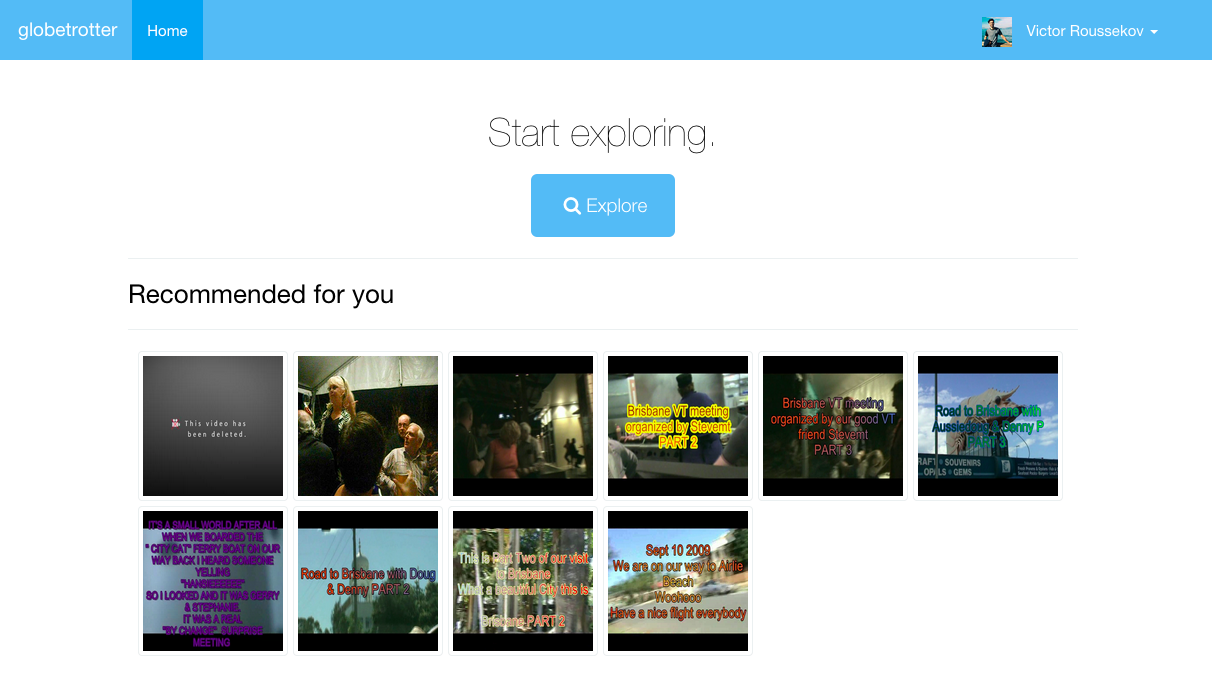 globetrotter
Home
Victor Roussekov
Start exploring.
Explore
Recommended for you
This video has
been deleted.
Brisbane VT meeting
organized by Stevemt
PART 2
Brisbane VT meeting
organized by our good VT
friend Stevemt
PART 3
Road to Brisbane with
Aussiedoug & Denny P
PART 3
SOUVENIRS
OPALS GEMS
IT'S A SMALL WORLD AFTER ALL
WHEN WE BOARDED THE
" CITY CAT" FERRY BOAT ON OUR
WAY BACK I HEARD SOMEONE
YELLING
SO I LOOKED AND IT WAS GERRY
& STEPHANIE.
IT WAS A REAL
"BY CHANCE" SURPRISE
MEETING
Road to Brisbane with Doug
& Denny PART 2
This is Part Two of our visit
to Brisbane
What a beautiful City this is
Brisbane-PART 2
Sept 10 2009
We are on our way to Airlie
Beach
Wooheoo
Have a nice flight everybody